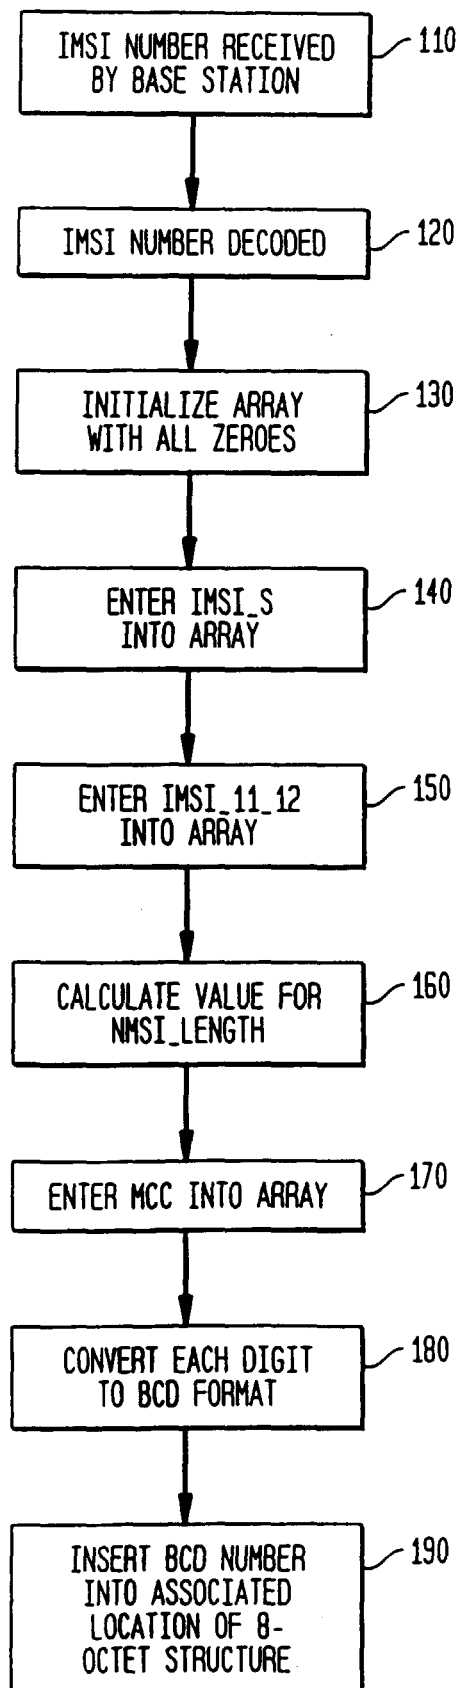 IMSI NUMBER RECEIVED
BY BASE STATION
110
IMSI NUMBER DECODED
120
INITIALIZE ARRAY
WITH ALL ZEROES
130
ENTER IMSI_S
INTO ARRAY
140
ENTER IMSI_11_12
INTO ARRAY
150
CALCULATE VALUE FOR
NMSI_LENGTH
160
ENTER MCC INTO ARRAY
170
CONVERT EACH DIGIT
TO BCD FORMAT
180
INSERT BCD NUMBER
INTO ASSOCIATED
LOCATION OF 8-
OCTET STRUCTURE
190